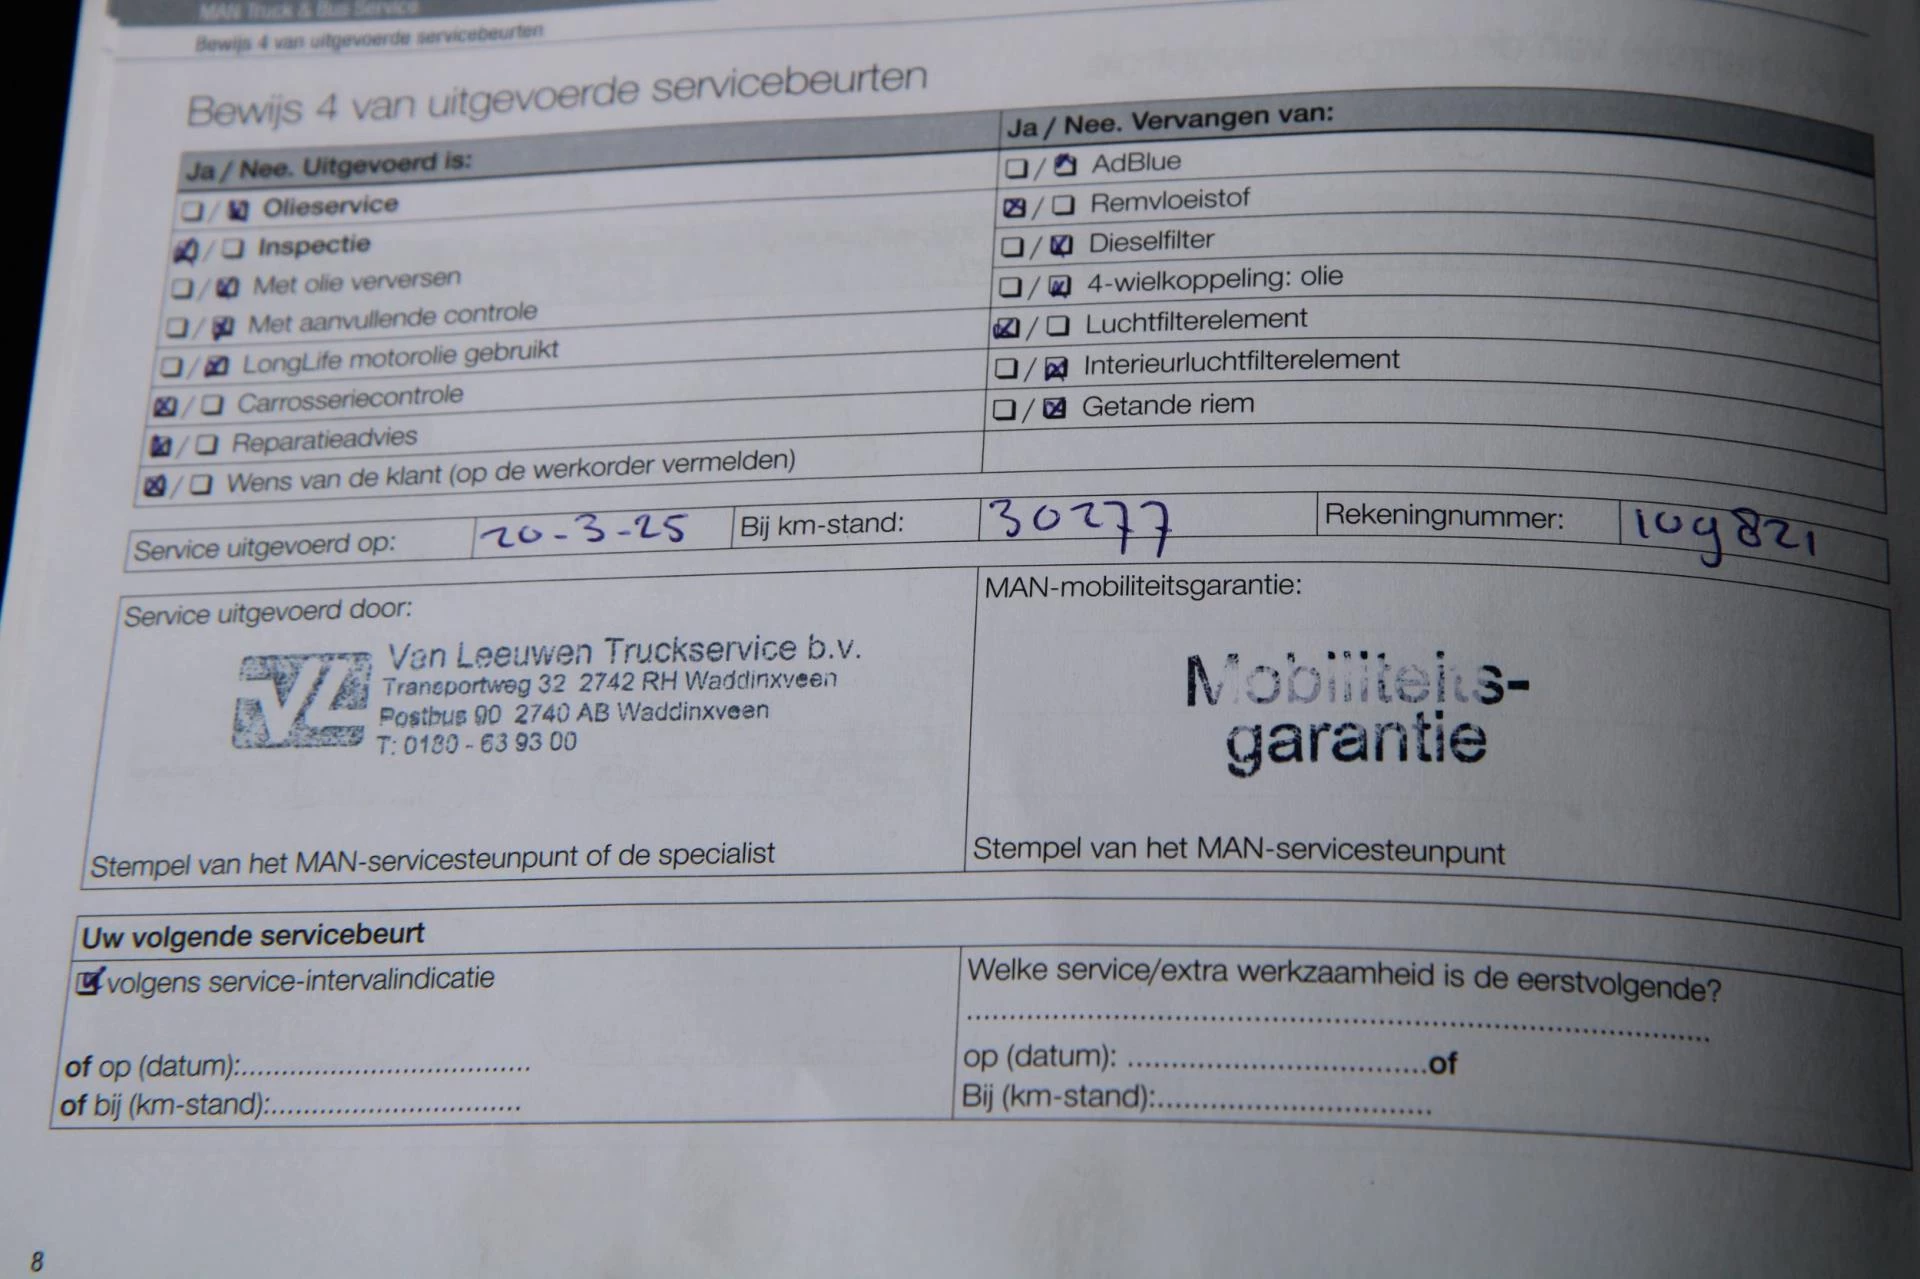 MAN Truck & Bus Service
Bewijs 4 van uitgevoerde servicebeurten
Bewijs 4 van uitgevoerde servicebeurten
Ja / Nee. Uitgevoerd is:
Olieservice
Inspectie
Met olie verversen
Met aanvullende controle
LongLife motorolie gebruikt
Carrosseriecontrole
Reparatieadvies
Wens van de klant (op de werkorder vermelden)
Ja / Nee. Vervangen van:
AdBlue
Remvloeistof
Dieselfilter
4-wielkoppeling: olie
Luchtfilterelement
Interieurluchtfilterelement
Getande riem
Service uitgevoerd op: 20-3-25 Bij km-stand: 30277 Rekeningnummer: 109821
Service uitgevoerd door:
Van Leeuwen Truckservice b.v.
Transportweg 32 2742 RH Waddinxveen
Postbus 90 2740 AB Waddinxveen
T: 0180 - 63 93 00
Stempel van het MAN-servicesteunpunt of de specialist
MAN-mobiliteitsgarantie:
Mobiliteits-
garantie
Stempel van het MAN-servicesteunpunt
Uw volgende servicebeurt
volgens service-intervalindicatie
of op (datum):
of bij (km-stand):
Welke service/extra werkzaamheid is de eerstvolgende?
op (datum): of
Bij (km-stand):
8